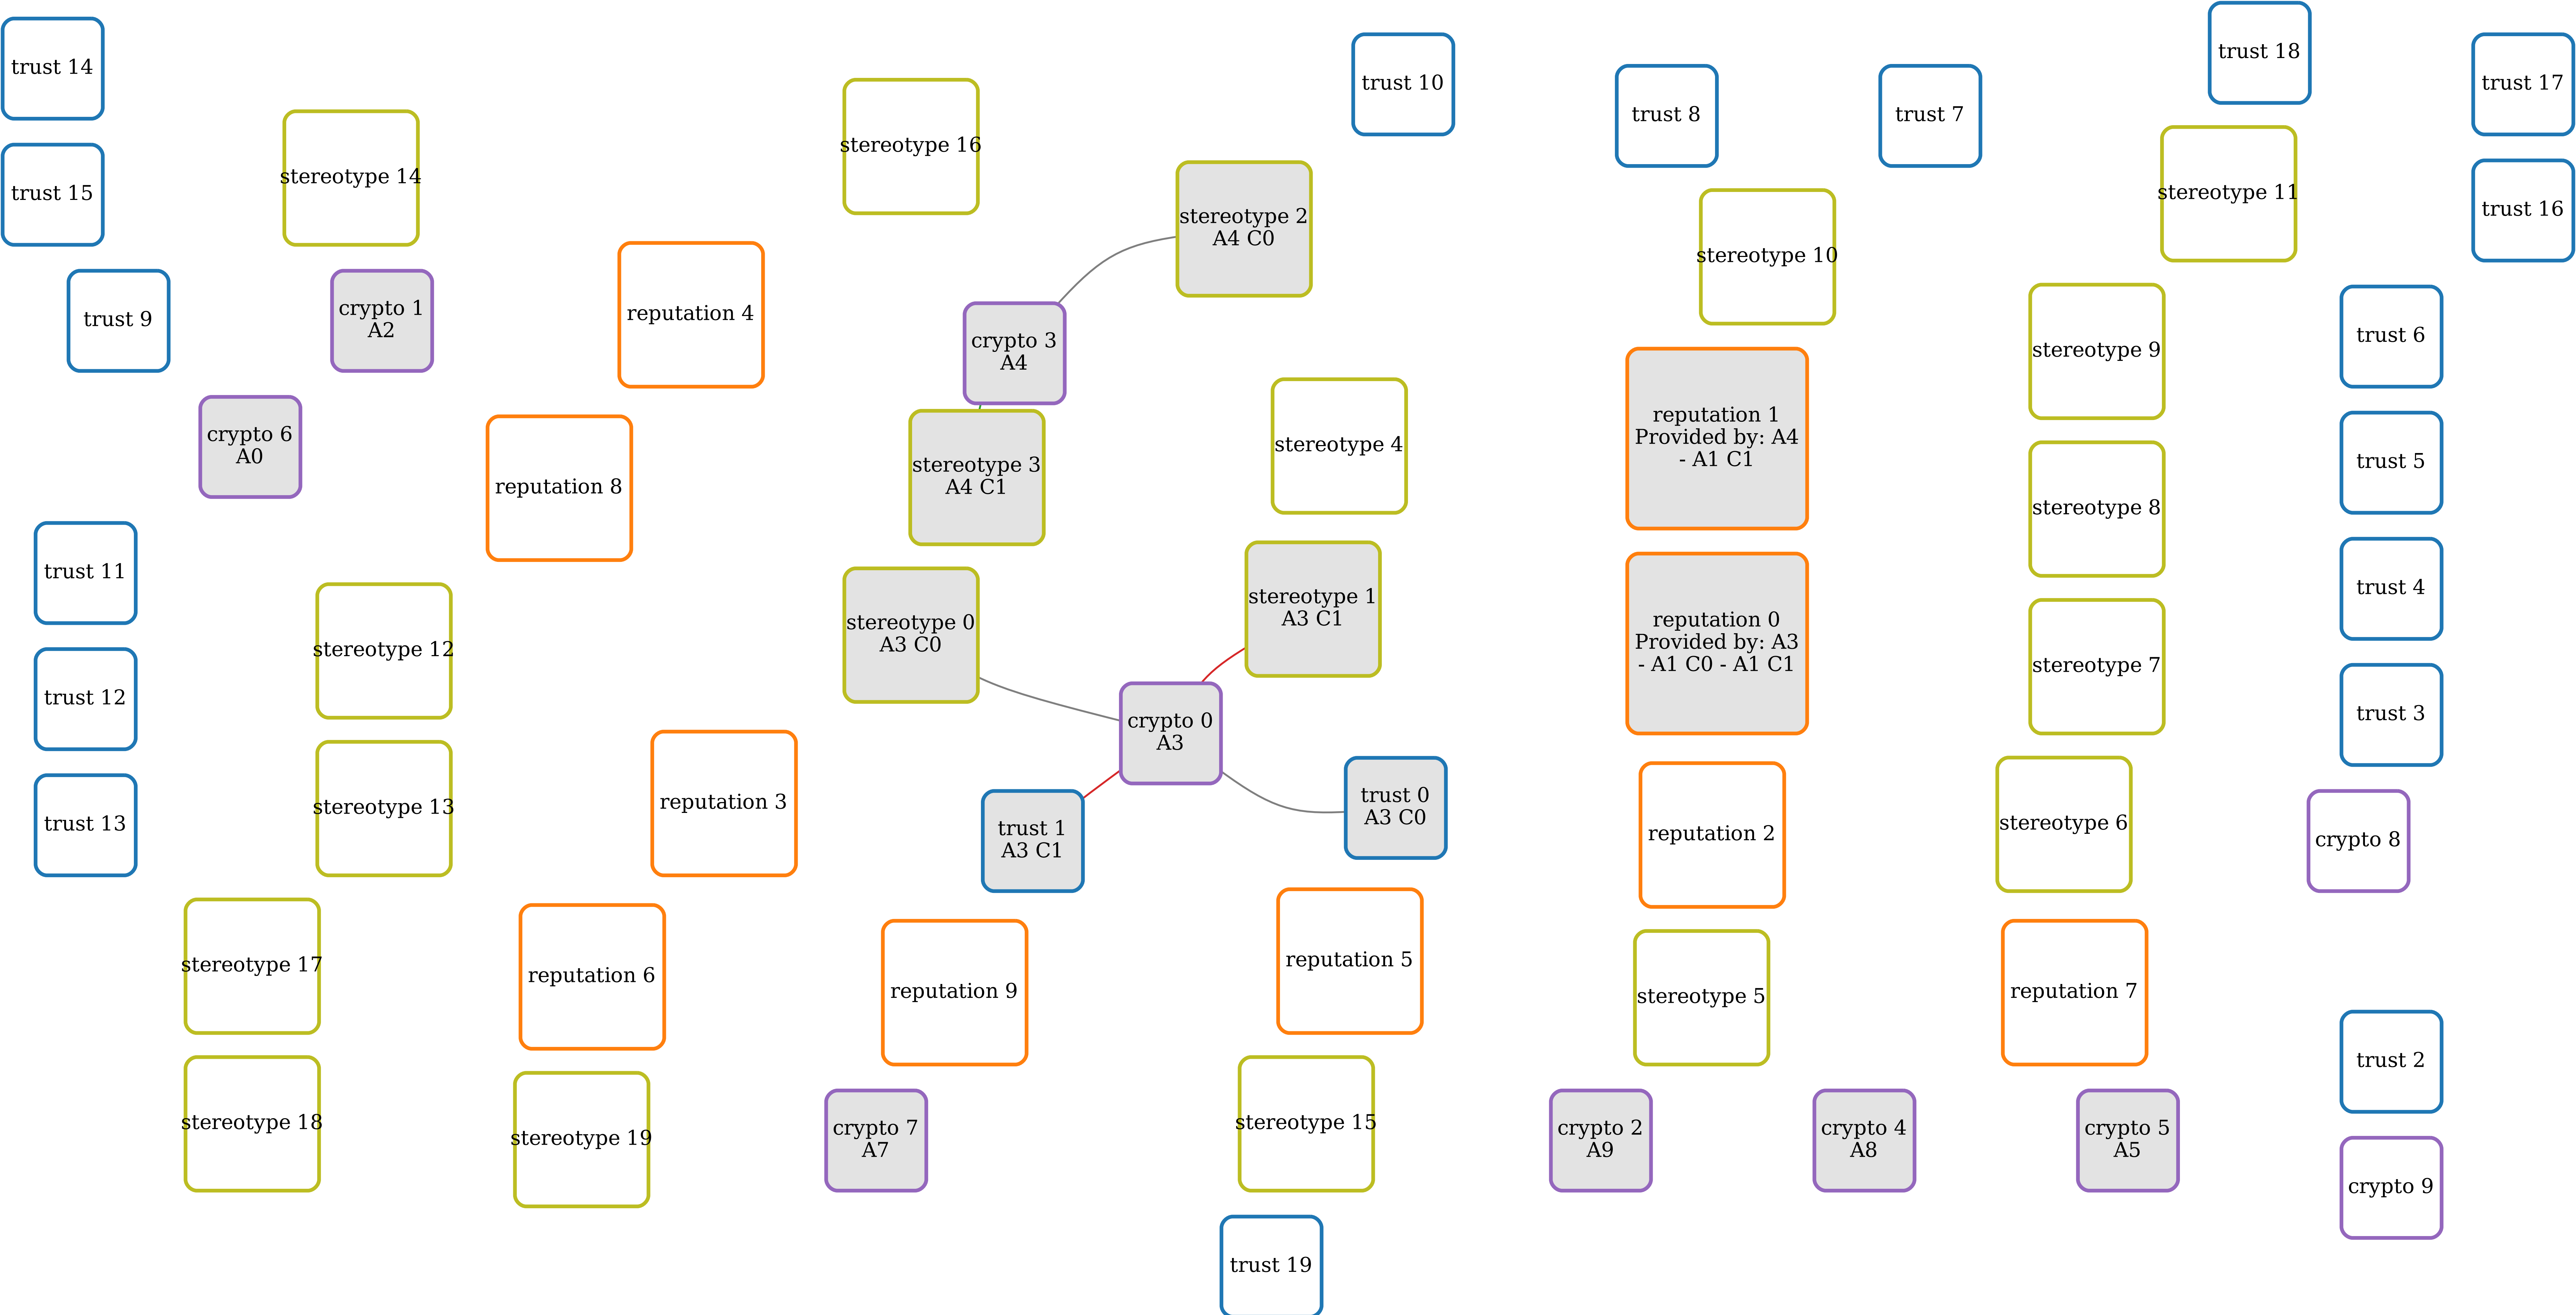 trust 18
trust 14
trust 10
trust 17
trust 8
trust 7
stereotype 16
stereotype 14
trust 15
stereotype 11
trust 16
stereotype 2
A4 C0
stereotype 10
reputation 4
trust 9
crypto 1
A2
crypto 3
A4
stereotype 9
trust 6
crypto 6
A0
reputation 1
Provided by: A4
- A1 C1
stereotype 4
trust 5
stereotype 3
A4 C1
reputation 8
stereotype 8
trust 11
trust 4
stereotype 1
A3 C1
stereotype 0
A3 C0
reputation 0
Provided by: A3
- A1 C0 - A1 C1
stereotype 12
stereotype 7
trust 12
trust 3
crypto 0
A3
reputation 3
stereotype 13
trust 0
A3 C0
trust 13
trust 1
A3 C1
reputation 2
stereotype 6
crypto 8
stereotype 17
reputation 6
reputation 9
reputation 5
stereotype 5
reputation 7
trust 2
stereotype 18
stereotype 19
crypto 7
A7
stereotype 15
crypto 2
A9
crypto 4
A8
crypto 5
A5
crypto 9
trust 19